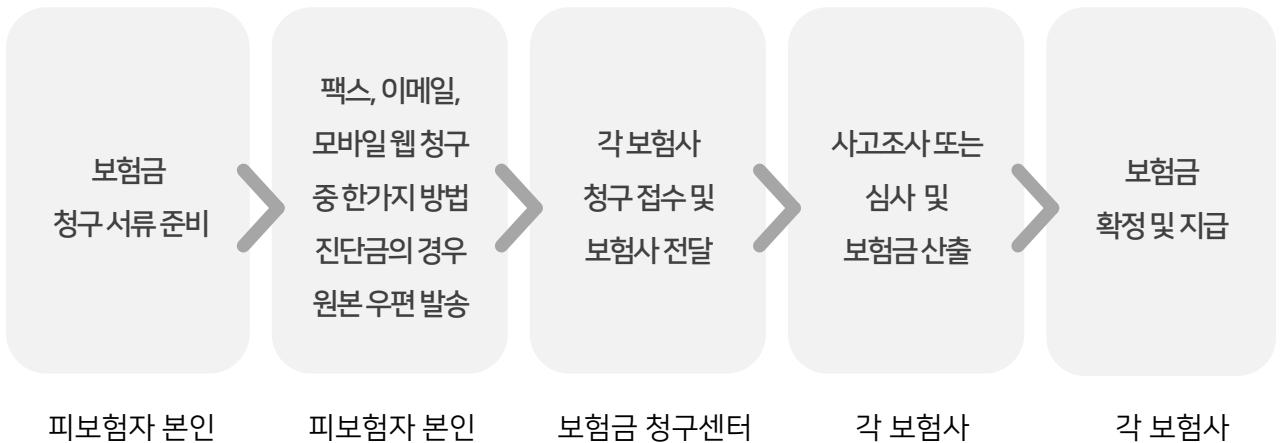 보험금
청구 서류 준비
팩스, 이메일,
모바일 웹 청구
중 한가지 방법
진단금의 경우
원본 우편 발송
각 보험사
청구 접수 및
보험사 전달
사고조사 또는
심사 및
보험금 산출
보험금
확정 및 지급
피보험자 본인
피보험자 본인
보험금 청구센터
각 보험사
각 보험사